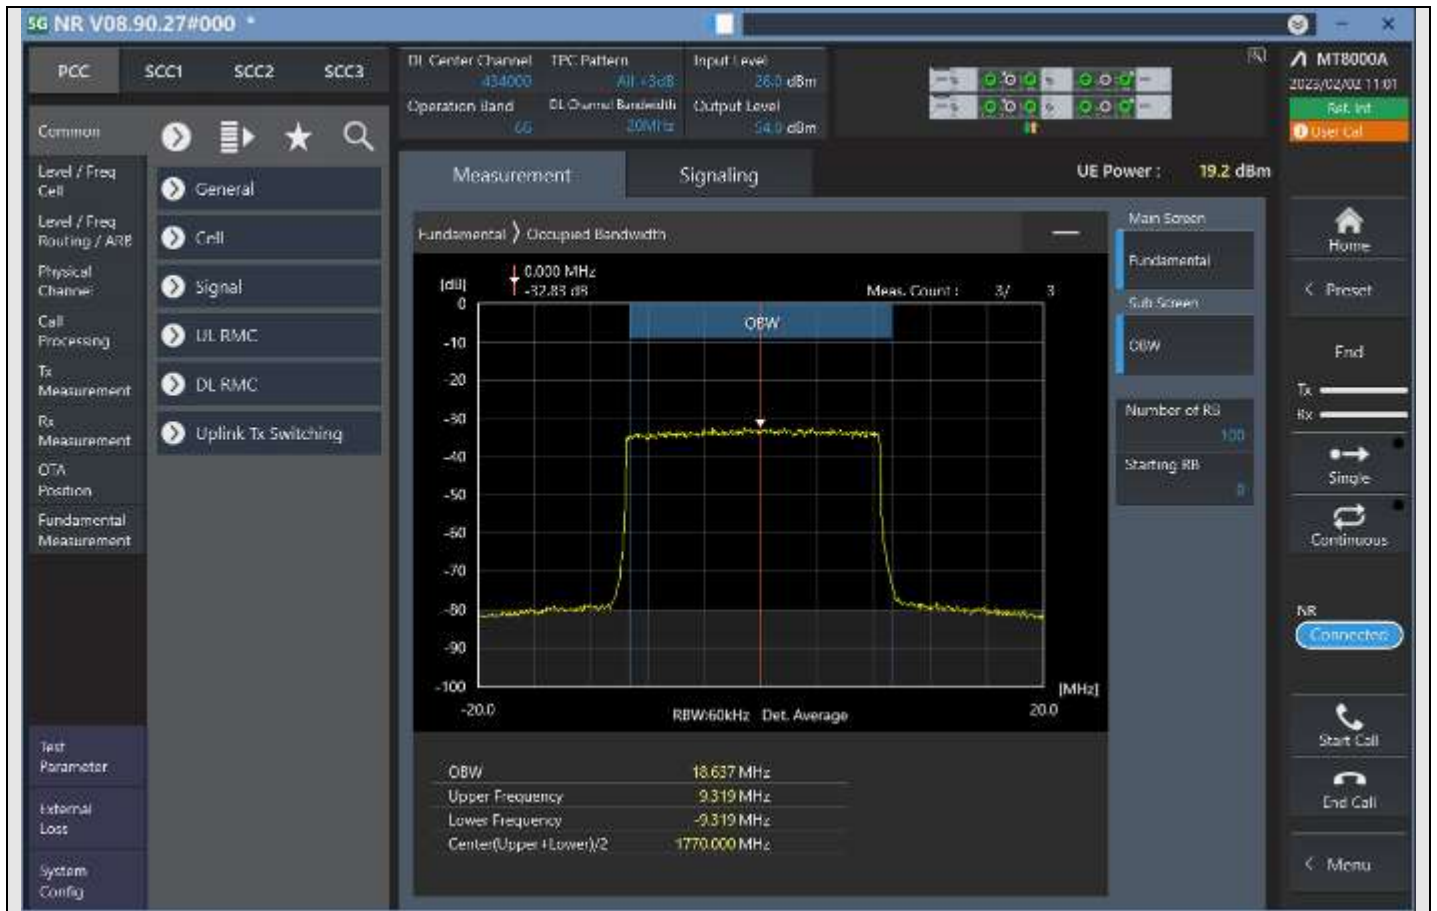 5G NR V08.90.27#000 *
PCC SCC1 SCC2 SCC3
DL Center Channel TPC Pattern Input Level
434000 All +3dB 26.0 dBm
Operation Band DL Channel Bandwidth Output Level
66 20MHz 54.0 dBm
MT8000A
2023/02/02 11:01
Ref. Int
User Cal
Common
Level / Freq
Cell
Level / Freq
Routing / ARB
Physical
Channel
Call
Processing
Tx
Measurement
Rx
Measurement
OTA
Position
Fundamental
Measurement
Test
Parameter
External
Loss
System
Config
General
Cell
Signal
UL RMC
DL RMC
Uplink Tx Switching
Measurement Signaling
UE Power : 19.2 dBm
Fundamental Occupied Bandwidth
[dB] 0.000 MHz
-32.83 dB Meas. Count : 3/ 3
OBW
0
-10
-20
-30
-40
-50
-60
-70
-80
-90
-100
[MHz]
-20.0 RBW:60kHz Det. Average 20.0
OBW 18.637 MHz
Upper Frequency 9.319 MHz
Lower Frequency -9.319 MHz
Center(Upper+Lower)/2 1770.000 MHz
Main Screen
Fundamental
Sub Screen
OBW
Number of RB
100
Starting RB
0
Home
< Preset
End
Tx
Rx
Single
Continuous
NR
Connected
Start Call
End Call
< Menu